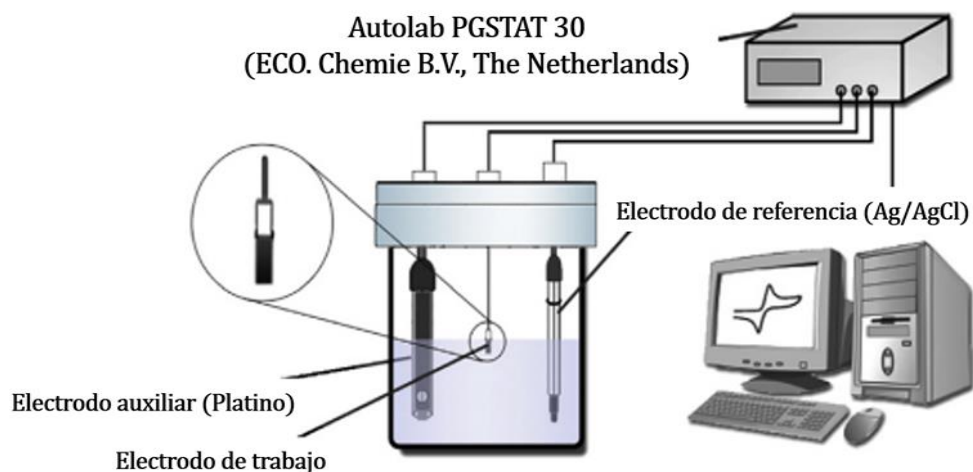 Autolab PGSTAT 30
(ECO. Chemie B.V., The Netherlands)
Electrodo de referencia (Ag/AgCl)
Electrodo auxiliar (Platino)
Electrodo de trabajo